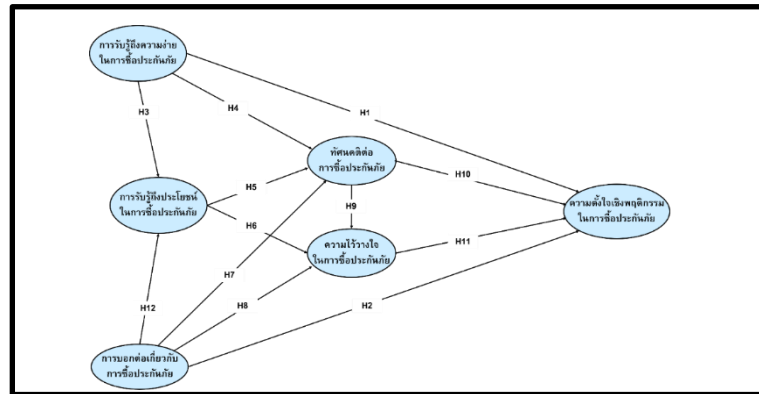 การรับรู้ถึงความง่าย
ในการซื้อประกันภัย
H1
H3
H4
ทัศนคติต่อ
การซื้อประกันภัย
H10
H5
การรับรู้ถึงประโยชน์
ในการซื้อประกันภัย
H9
ความตั้งใจเชิงพฤติกรรม
ในการซื้อประกันภัย
H6
ความไว้วางใจ
ในการซื้อประกันภัย
H11
H7
H8
H2
H12
การบอกต่อเกี่ยวกับ
การซื้อประกันภัย